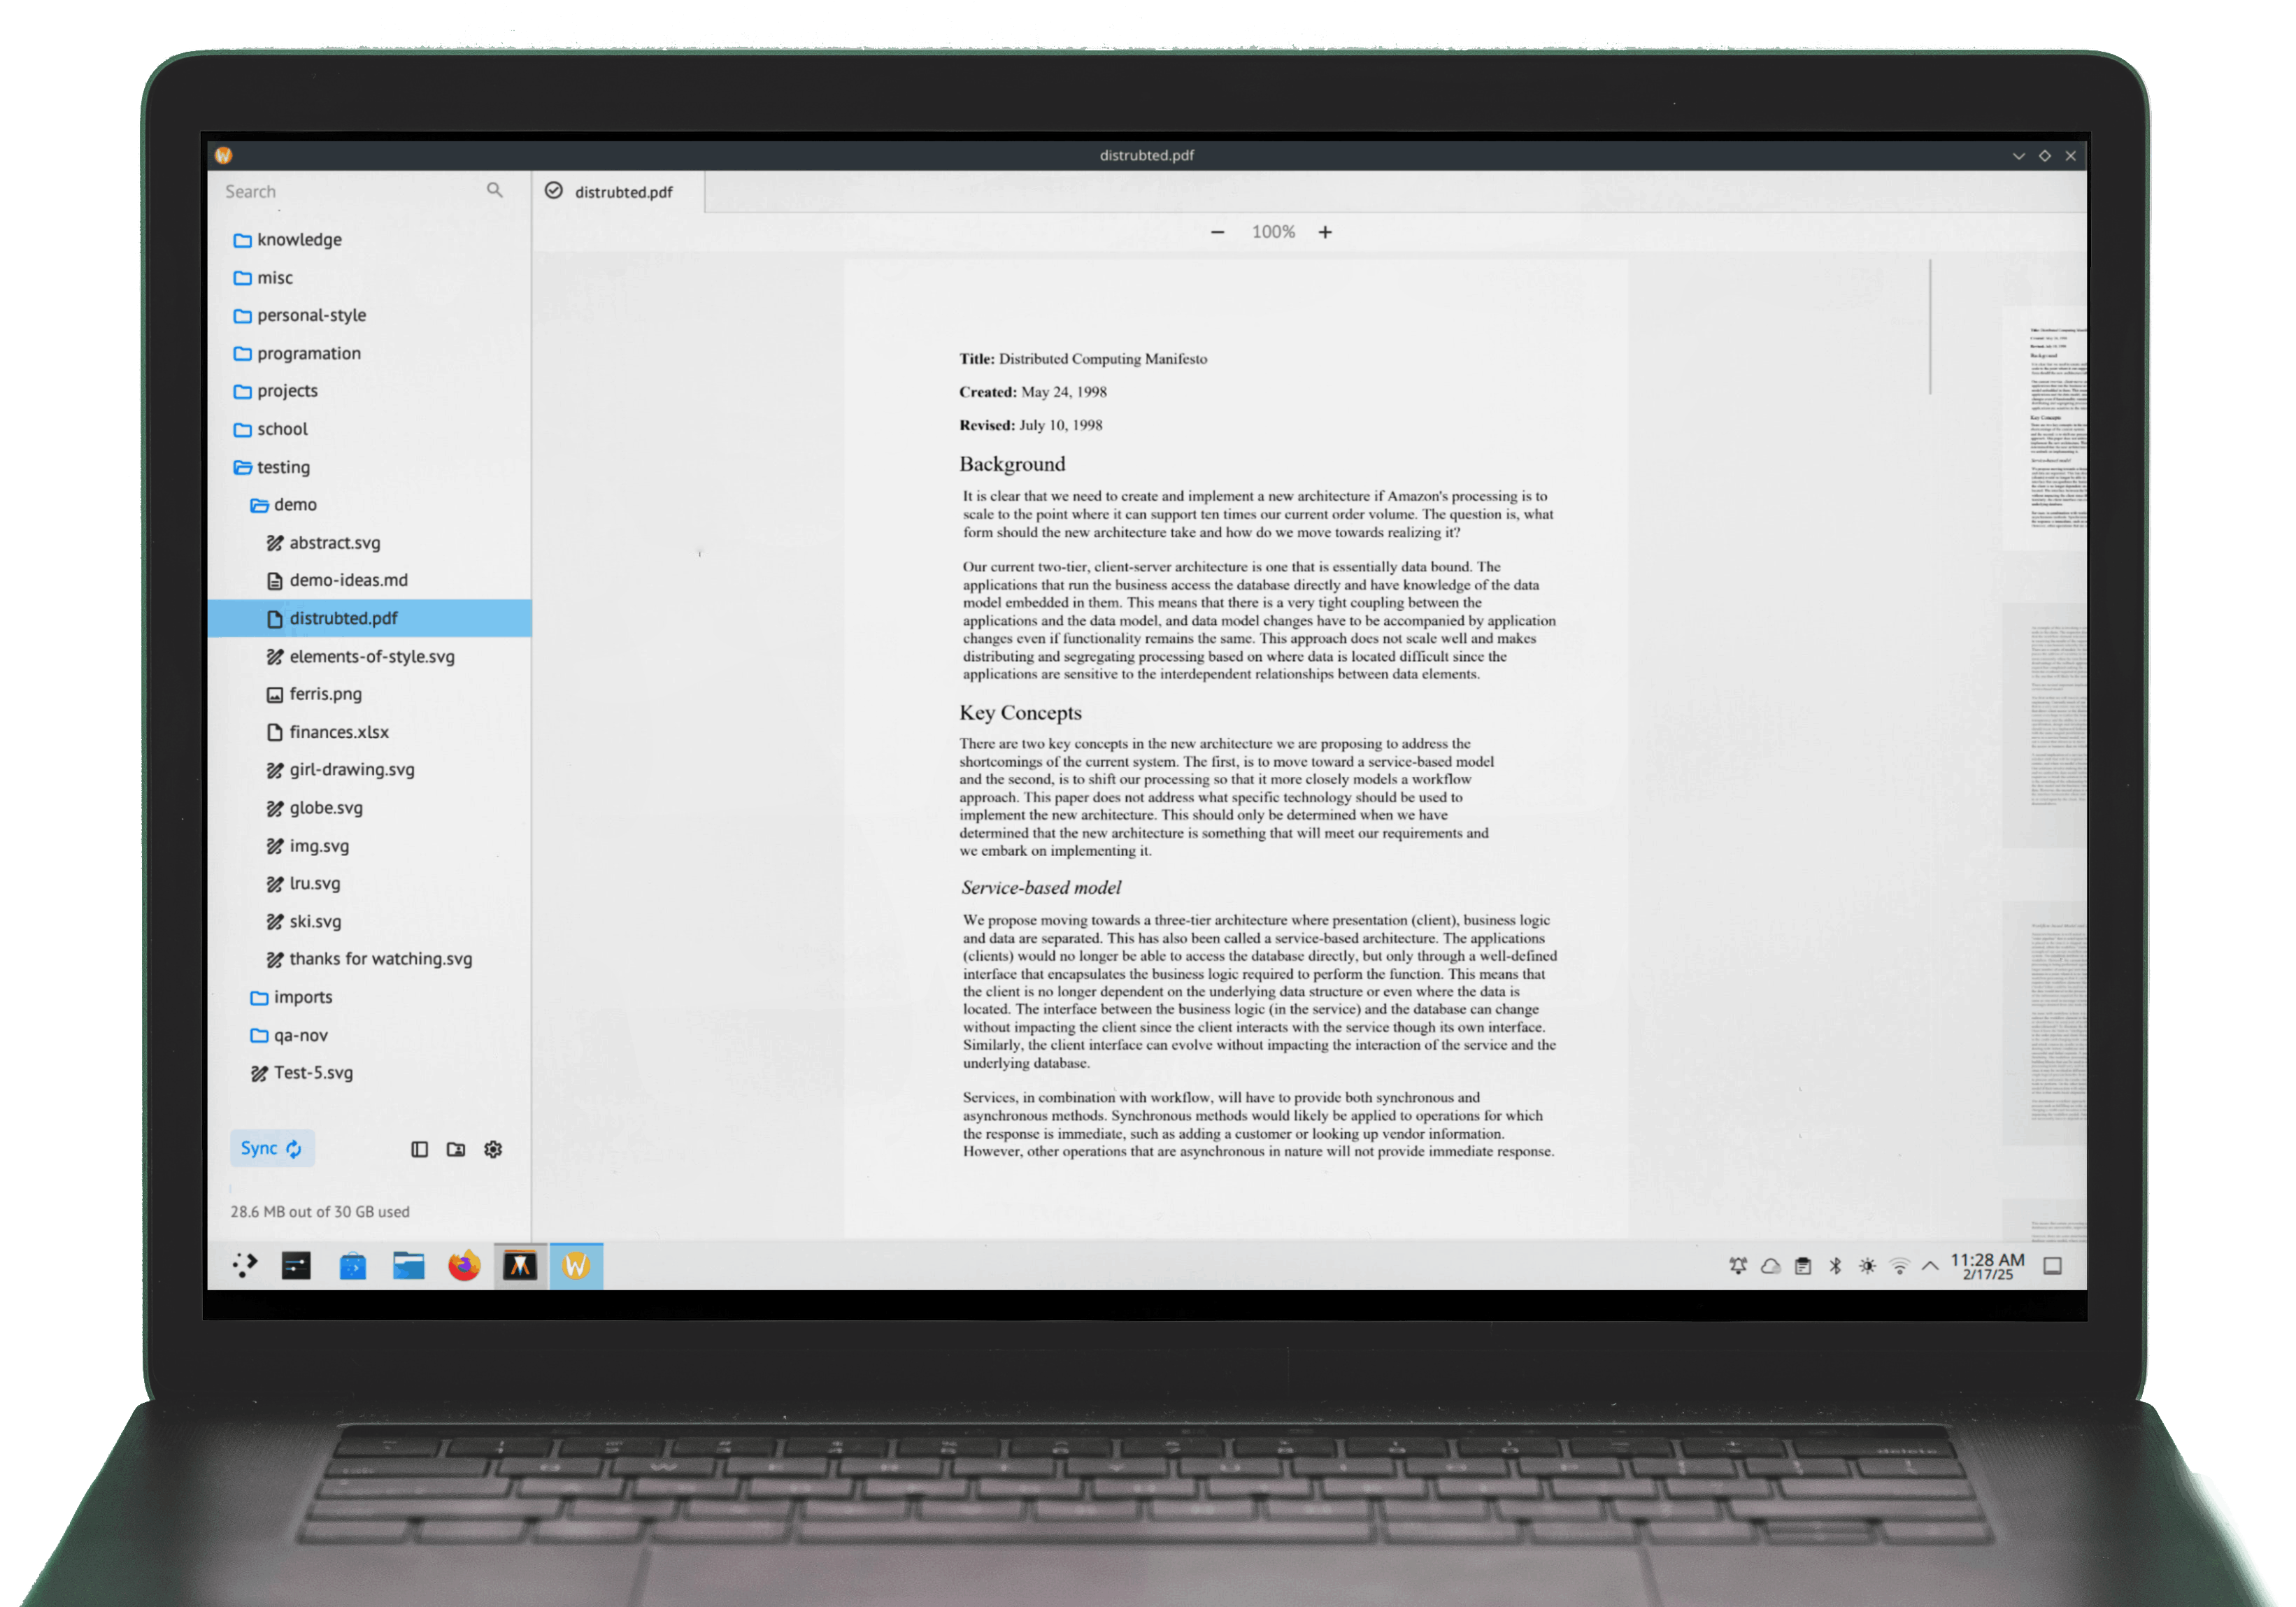 distrubted.pdf
Search
distrubted.pdf
100%
knowledge
misc
personal-style
programation
projects
school
testing
demo
abstract.svg
demo-ideas.md
distrubted.pdf
elements-of-style.svg
ferris.png
finances.xlsx
girl-drawing.svg
globe.svg
img.svg
lru.svg
ski.svg
thanks for watching.svg
imports
qa-nov
Test-5.svg
Sync
28.6 MB out of 30 GB used
Title: Distributed Computing Manifesto
Created: May 24, 1998
Revised: July 10, 1998
Background
It is clear that we need to create and implement a new architecture if Amazon's processing is to
scale to the point where it can support ten times our current order volume. The question is, what
form should the new architecture take and how do we move towards realizing it?
Our current two-tier, client-server architecture is one that is essentially data bound. The
applications that run the business access the database directly and have knowledge of the data
model embedded in them. This means that there is a very tight coupling between the
applications and the data model, and data model changes have to be accompanied by application
changes even if functionality remains the same. This approach does not scale well and makes
distributing and segregating processing based on where data is located difficult since the
applications are sensitive to the interdependent relationships between data elements.
Key Concepts
There are two key concepts in the new architecture we are proposing to address the
shortcomings of the current system. The first, is to move toward a service-based model
and the second, is to shift our processing so that it more closely models a workflow
approach. This paper does not address what specific technology should be used to
implement the new architecture. This should only be determined when we have
determined that the new architecture is something that will meet our requirements and
we embark on implementing it.
Service-based model
We propose moving towards a three-tier architecture where presentation (client), business logic
and data are separated. This has also been called a service-based architecture. The applications
(clients) would no longer be able to access the database directly, but only through a well-defined
interface that encapsulates the business logic required to perform the function. This means that
the client is no longer dependent on the underlying data structure or even where the data is
located. The interface between the business logic (in the service) and the database can change
without impacting the client since the client interacts with the service though its own interface.
Similarly, the client interface can evolve without impacting the interaction of the service and the
underlying database.
Services, in combination with workflow, will have to provide both synchronous and
asynchronous methods. Synchronous methods would likely be applied to operations for which
the response is immediate, such as adding a customer or looking up vendor information.
However, other operations that are asynchronous in nature will not provide immediate response.
11:28 AM
2/17/25
delete